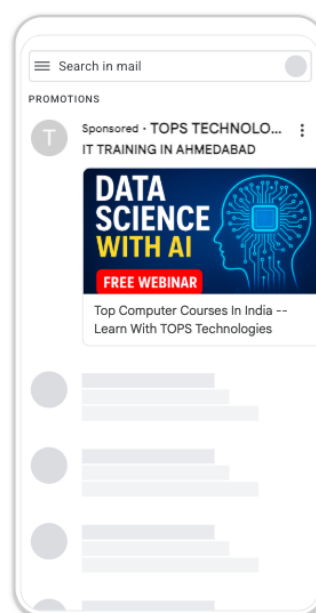 Search in mail
PROMOTIONS
T
Sponsored · TOPS TECHNOLO...
IT TRAINING IN AHMEDABAD
DATA
SCIENCE
WITH AI
FREE WEBINAR
Top Computer Courses In India --
Learn With TOPS Technologies